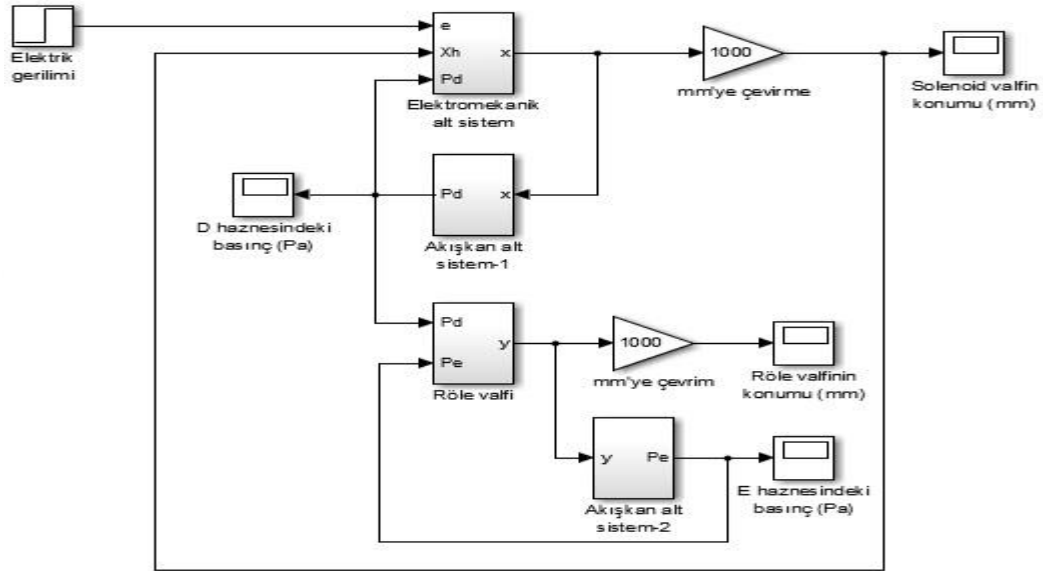 Elektrik
gerilimi
e
Xh
Pd
x
Elektromekanik
alt sistem
1000
mm'ye çevirme
Solenoid valfin
konumu (mm)
D haznesindeki
basınç (Pa)
Pd
x
Akışkan alt
sistem-1
Pd
Pe
y
Röle valfi
1000
mm'ye çevrim
Röle valfinin
konumu (mm)
y
Pe
Akışkan alt
sistem-2
E haznesindeki
basınç (Pa)